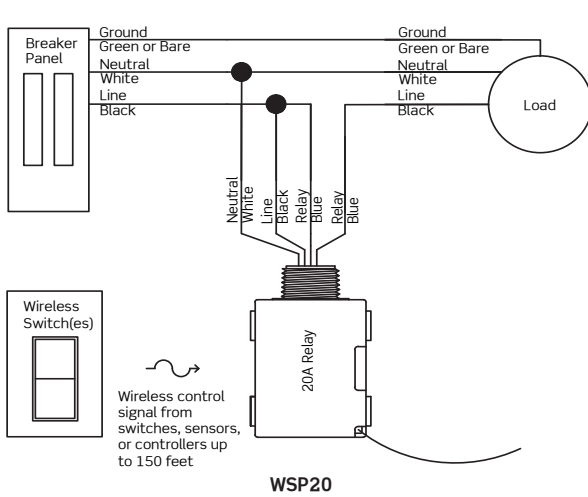 Breaker
Panel
Ground
Green or Bare
Neutral
White
Line
Black
Ground
Green or Bare
Neutral
White
Line
Black
Load
Neutral
White
Line
Black
Relay
Blue
Relay
Blue
Wireless
Switch(es)
Wireless control
signal from
switches, sensors,
or controllers up
to 150 feet
20A Relay
WSP20